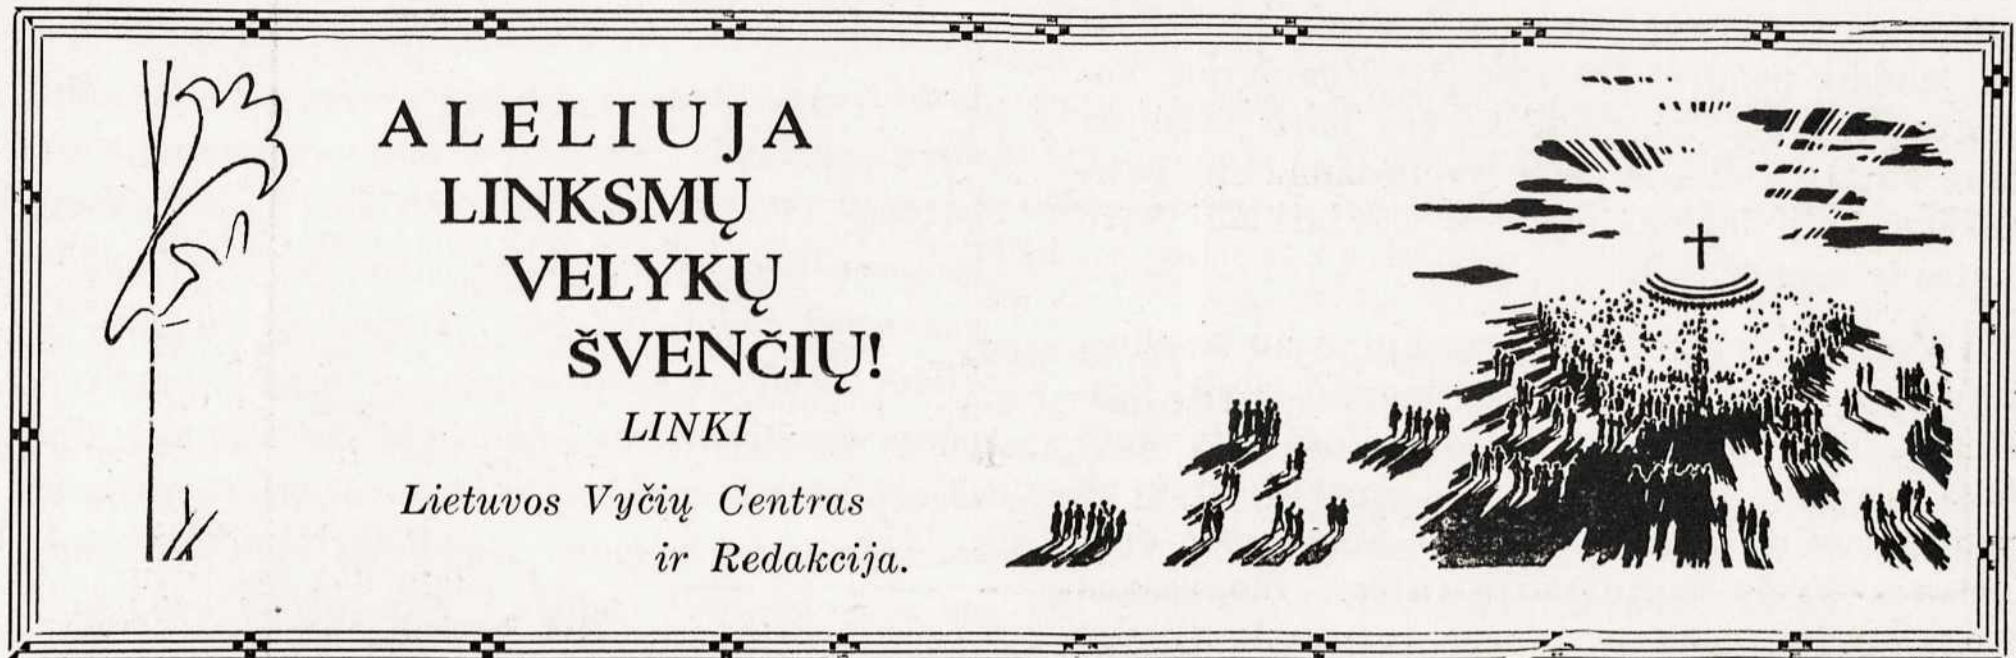 ALELIUJA
LINKSMŲ
VELYKŲ
ŠVENČIŲ!
LINKI
Lietuvos Vyčių Centras
ir Redakcija.